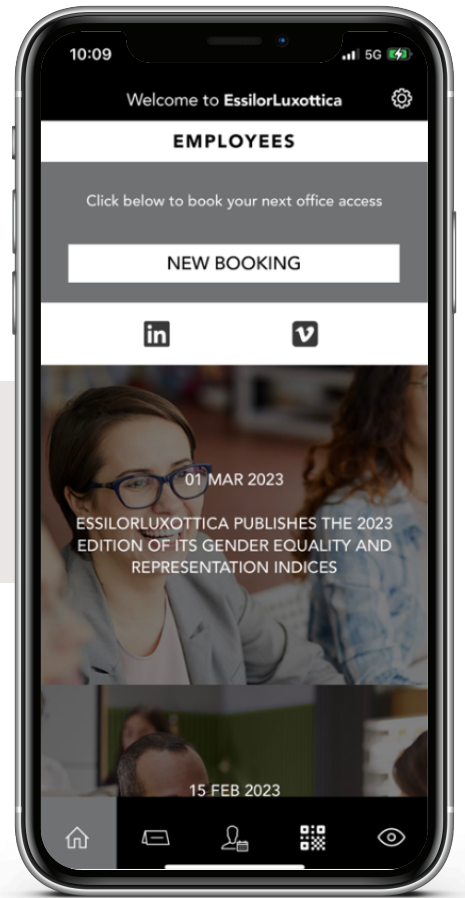 10:09
5G
Welcome to EssilorLuxottica
EMPLOYEES
Click below to book your next office access
NEW BOOKING
in
01 MAR 2023
ESSILORLUXOTTICA PUBLISHES THE 2023
EDITION OF ITS GENDER EQUALITY AND
REPRESENTATION INDICES
15 FEB 2023